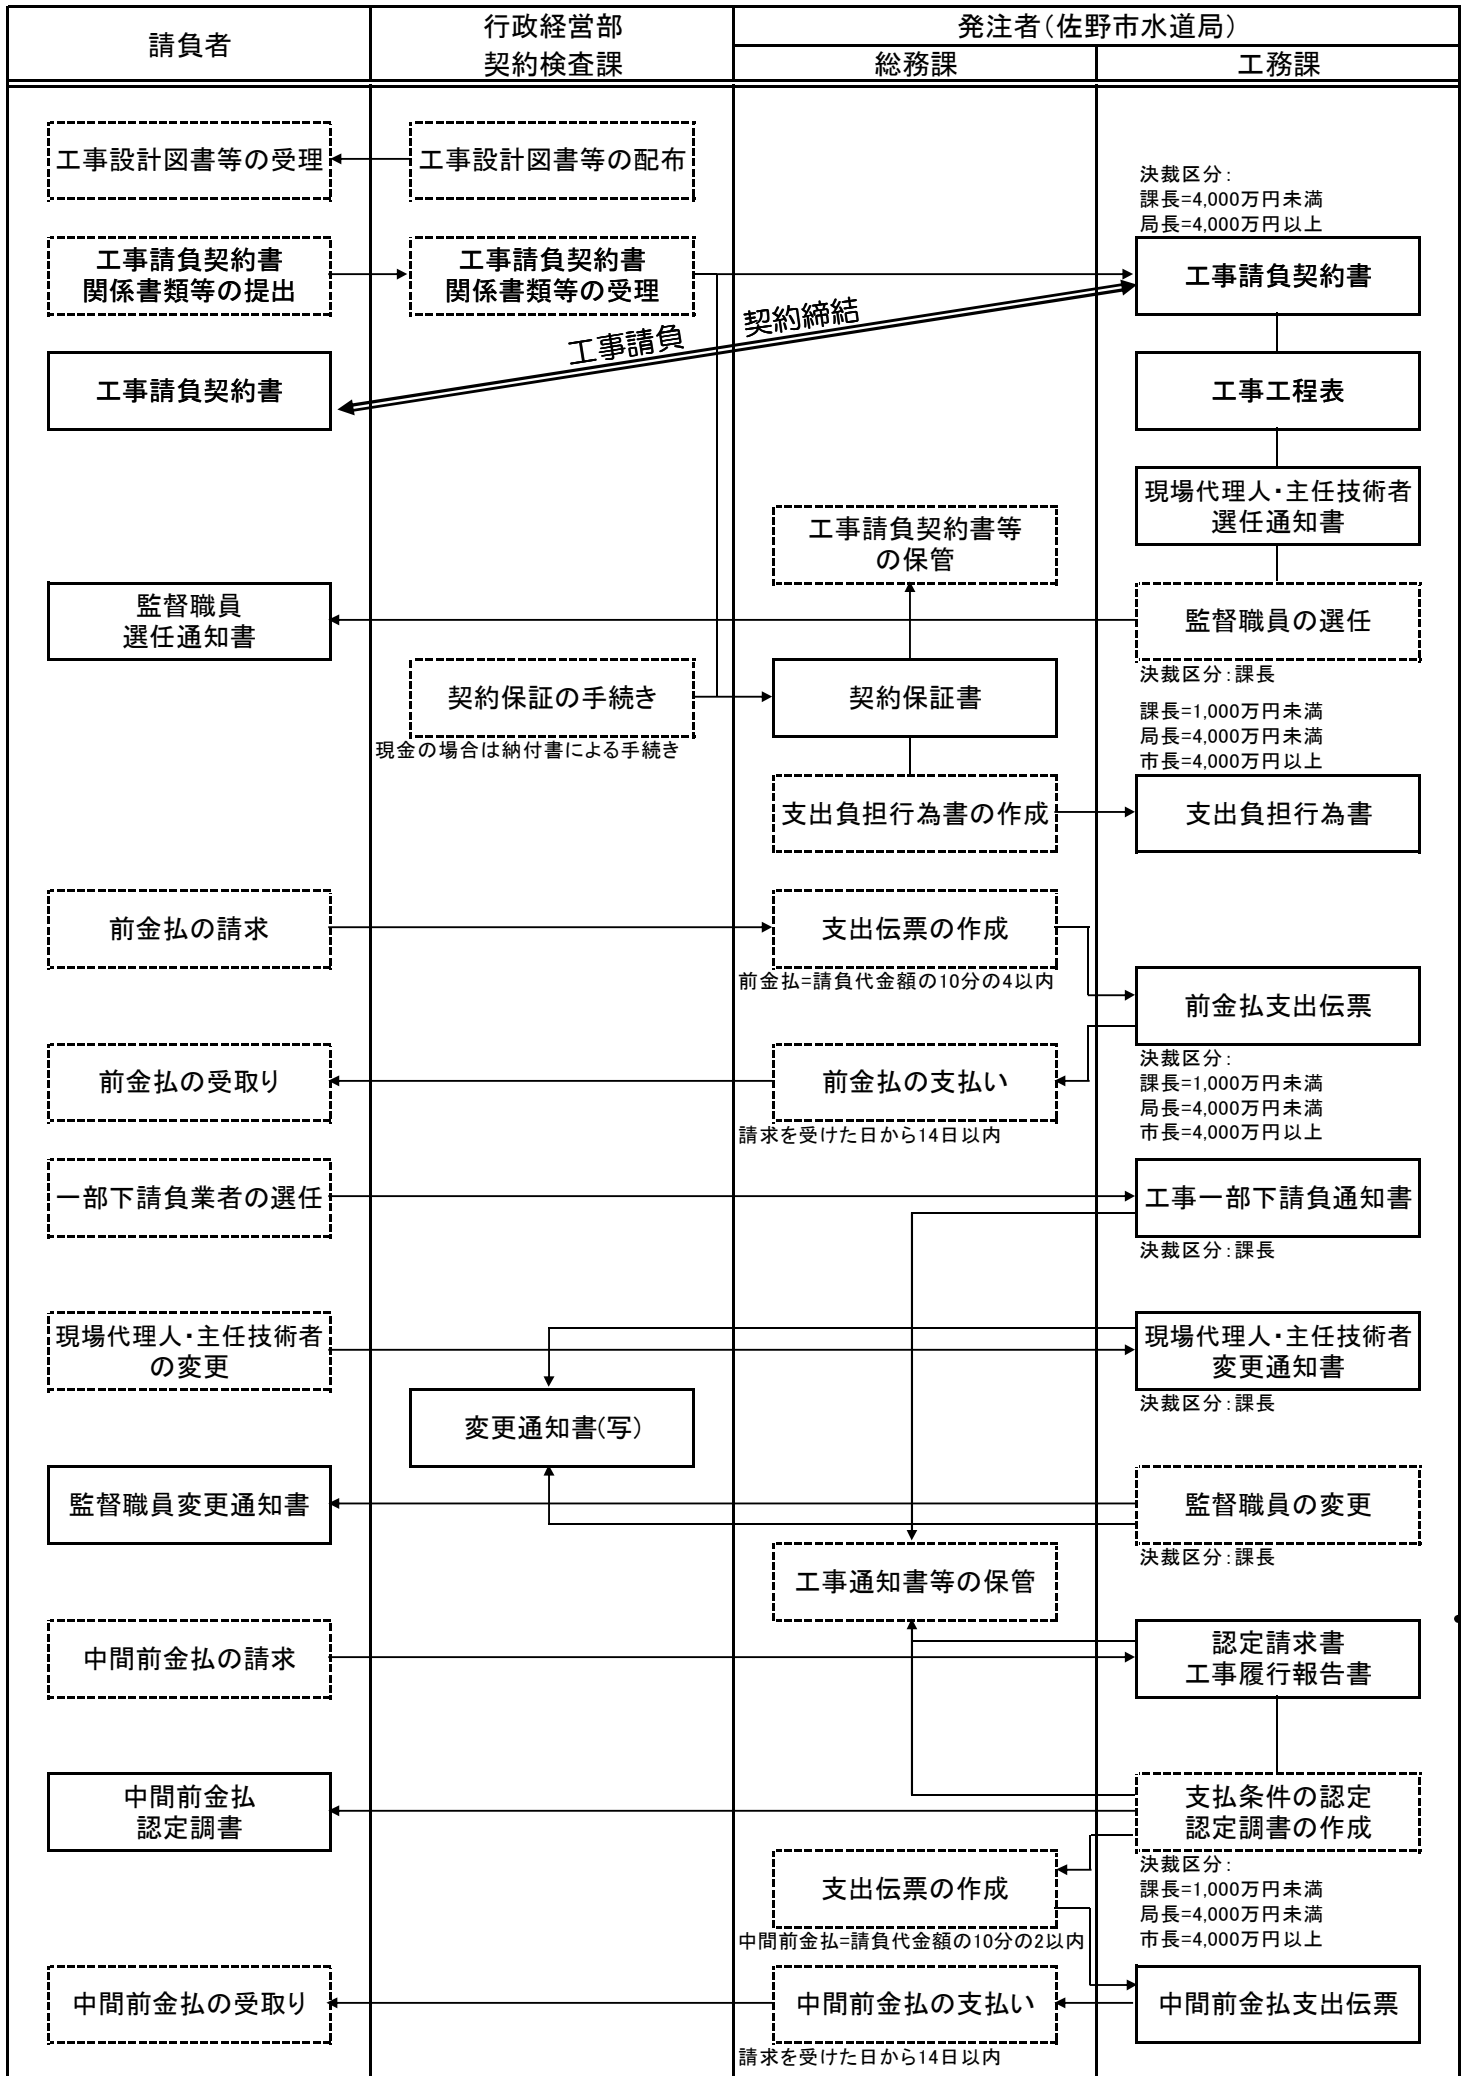 請負者
行政経営部
契約検査課
発注者（佐野市水道局）
総務課
工務課
工事設計図書等の受理
工事設計図書等の配布
決裁区分：
課長=4,000万円未満
局長=4,000万円以上
工事請負契約書
関係書類等の提出
工事請負契約書
関係書類等の受理
工事請負契約書
工事請負 契約締結
工事請負契約書
工事工程表
現場代理人・主任技術者
選任通知書
工事請負契約書等
の保管
監督職員
選任通知書
監督職員の選任
決裁区分：課長
契約保証の手続き
現金の場合は納付書による手続き
契約保証書
課長=1,000万円未満
局長=4,000万円未満
市長=4,000万円以上
支出負担行為書の作成
支出負担行為書
前金払の請求
支出伝票の作成
前金払=請負代金額の10分の4以内
前金払支出伝票
決裁区分：
課長=1,000万円未満
局長=4,000万円未満
市長=4,000万円以上
前金払の受取り
前金払の支払い
請求を受けた日から14日以内
一部下請負業者の選任
工事一部下請負通知書
決裁区分：課長
現場代理人・主任技術者
の変更
現場代理人・主任技術者
変更通知書
決裁区分：課長
変更通知書(写)
監督職員変更通知書
監督職員の変更
決裁区分：課長
工事通知書等の保管
中間前金払の請求
認定請求書
工事履行報告書
中間前金払
認定調書
支払条件の認定
認定調書の作成
決裁区分：
課長=1,000万円未満
局長=4,000万円未満
市長=4,000万円以上
支出伝票の作成
中間前金払=請負代金額の10分の2以内
中間前金払の受取り
中間前金払の支払い
請求を受けた日から14日以内
中間前金払支出伝票